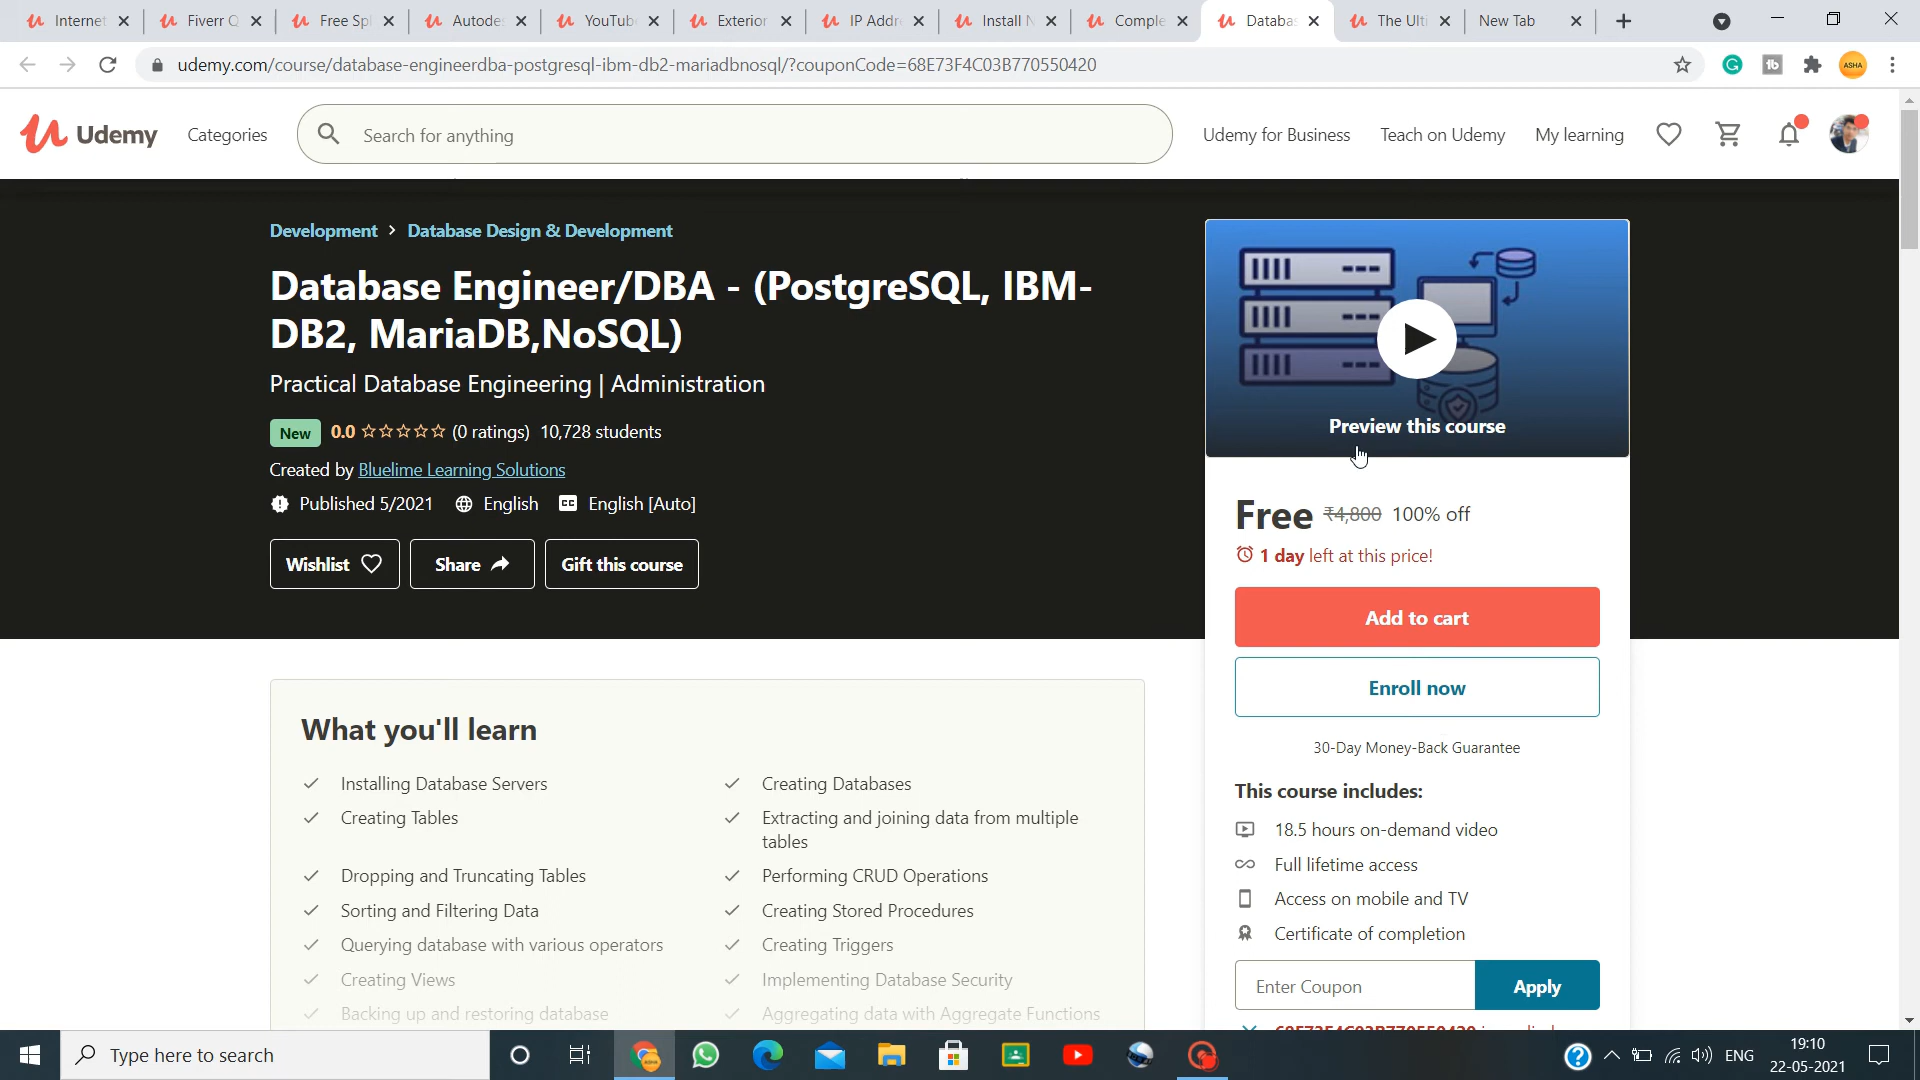 Internet
Fiverr
Free Spl
Autodes
YouTub
Exterior
IP Addr
Install
Comple
Databa
The Ulti
New Tab
udemy.com/course/database-engineerdba-postgresql-ibm-db2-mariadbnosql/?couponCode=68E73F4C03B770550420
ASHA
Udemy
Categories
Search for anything
Udemy for Business
Teach on Udemy
My learning
Development > Database Design & Development
Database Engineer/DBA - (PostgreSQL, IBM-
DB2, MariaDB,NoSQL)
Practical Database Engineering | Administration
New 0.0 (0 ratings) 10,728 students
Created by Bluelime Learning Solutions
Published 5/2021 English CC English [Auto]
Wishlist
Share
Gift this course
Preview this course
Free ₹4,800 100% off
1 day left at this price!
Add to cart
Enroll now
30-Day Money-Back Guarantee
This course includes:
18.5 hours on-demand video
Full lifetime access
Access on mobile and TV
Certificate of completion
Enter Coupon
Apply
What you'll learn
Installing Database Servers
Creating Databases
Creating Tables
Extracting and joining data from multiple
tables
Dropping and Truncating Tables
Performing CRUD Operations
Sorting and Filtering Data
Creating Stored Procedures
Querying database with various operators
Creating Triggers
Creating Views
Implementing Database Security
Backing up and restoring database
Aggregating data with Aggregate Functions
Type here to search
ENG
19:10
22-05-2021